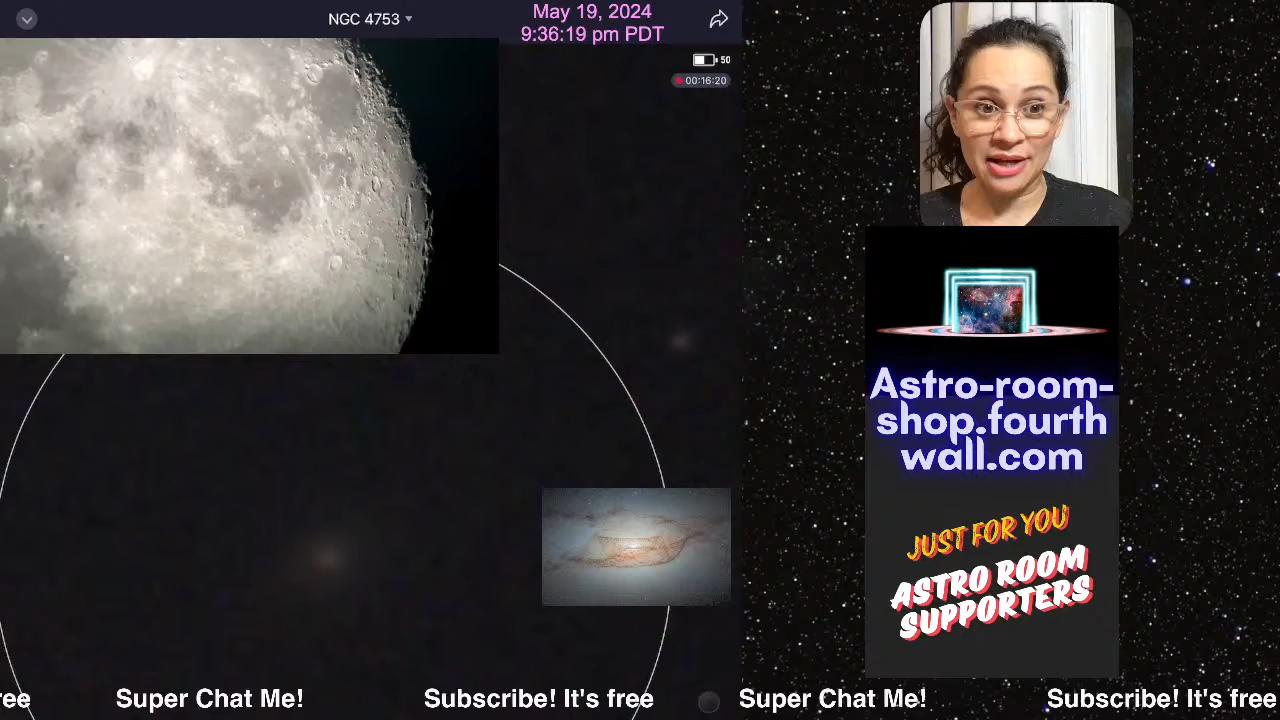 NGC 4753
May 19, 2024
9:36:19 pm PDT
50
00:16:20
Astro-room-
shop.fourth
wall.com
JUST FOR YOU
ASTRO ROOM
SUPPORTERS
ree Super Chat Me! Subscribe! It's free Super Chat Me! Subscribe! It's free